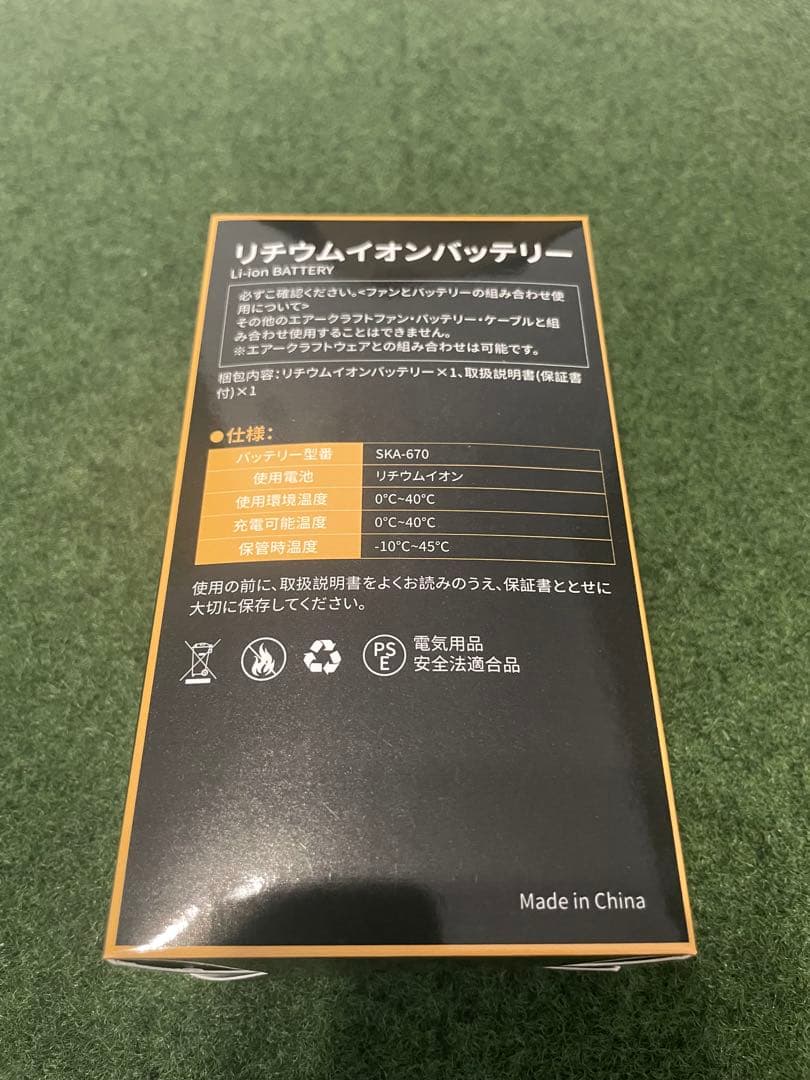 リチウムイオンバッテリー
Li-ion BATTERY
必ずこ確認ください。<ファンとバッテリーの組み合わせ使
用について>
その他のエアークラフトファン・バッテリー・ケーブルと組
み合わせ使用することはできません。
※エアークラフトウェアとの組み合わせは可能です。
梱包内容:リチウムイオンバッテリー×1、取扱説明書(保証書
付)×1
●仕様:
バッテリー型番 SKA-670
使用電池 リチウムイオン
使用環境温度 0℃~40℃
充電可能温度 0℃~40℃
保管時温度 -10℃~45℃
使用の前に、取扱説明書をよくお読みのうえ、保証書ととせに
大切に保存してください。
PS
E
電気用品
安全法適合品
Made in China